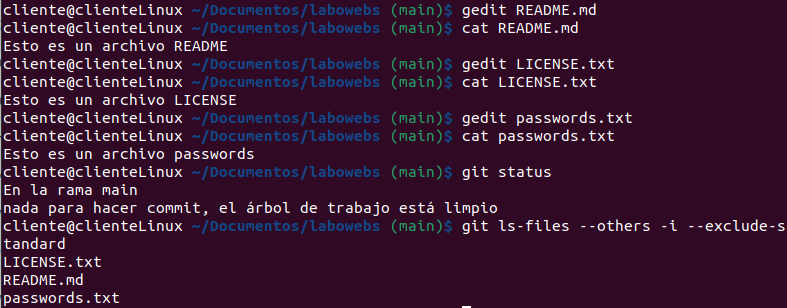 cliente@clienteLinux ~/Documentos/labowebs (main)$ gedit README.md
cliente@clienteLinux ~/Documentos/labowebs (main)$ cat README.md
Esto es un archivo README
cliente@clienteLinux ~/Documentos/labowebs (main)$ gedit LICENSE.txt
cliente@clienteLinux ~/Documentos/labowebs (main)$ cat LICENSE.txt
Esto es un archivo LICENSE
cliente@clienteLinux ~/Documentos/labowebs (main)$ gedit passwords.txt
cliente@clienteLinux ~/Documentos/labowebs (main)$ cat passwords.txt
Esto es un archivo passwords
cliente@clienteLinux ~/Documentos/labowebs (main)$ git status
En la rama main
nada para hacer commit, el árbol de trabajo está limpio
cliente@clienteLinux ~/Documentos/labowebs (main)$ git ls-files --others -i --exclude-s
tandard
LICENSE.txt
README.md
passwords.txt